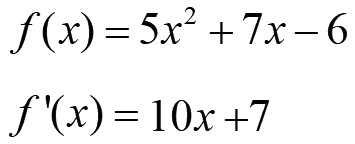 f(x) = 5x² + 7x − 6
f'(x) = 10x +7